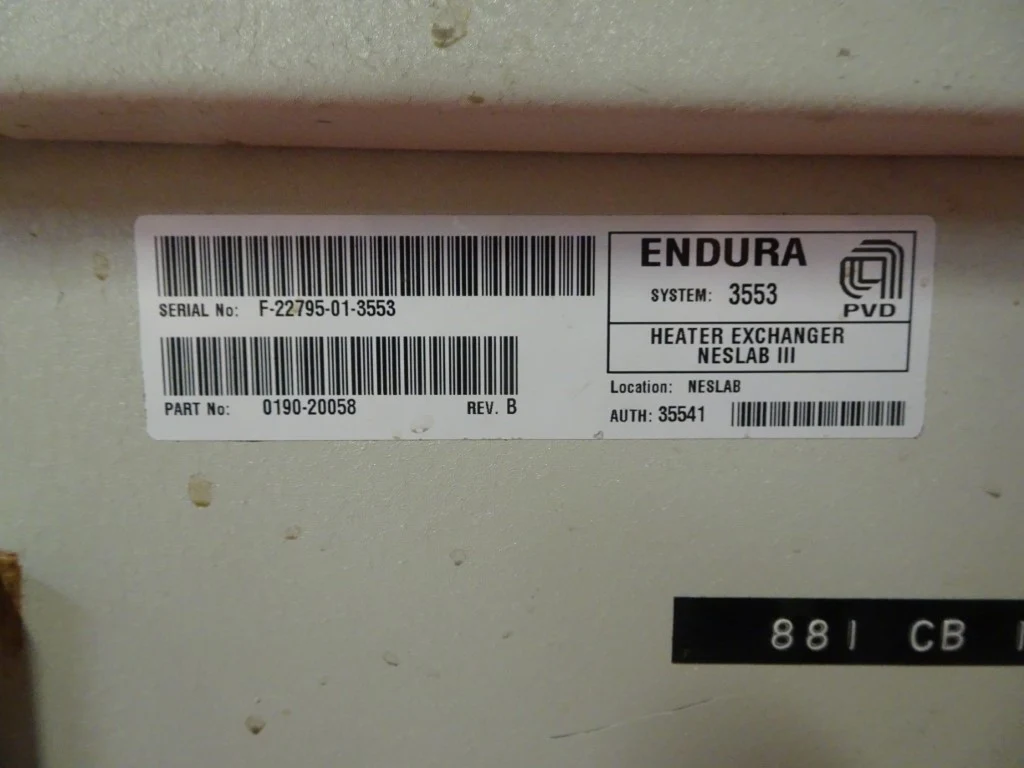 SERIAL No: F-22795-01-3553
PART No: 0190-20058 REV. B
ENDURA
SYSTEM: 3553
PVD
HEATER EXCHANGER
NESLAB III
Location: NESLAB
AUTH: 35541
881 CB